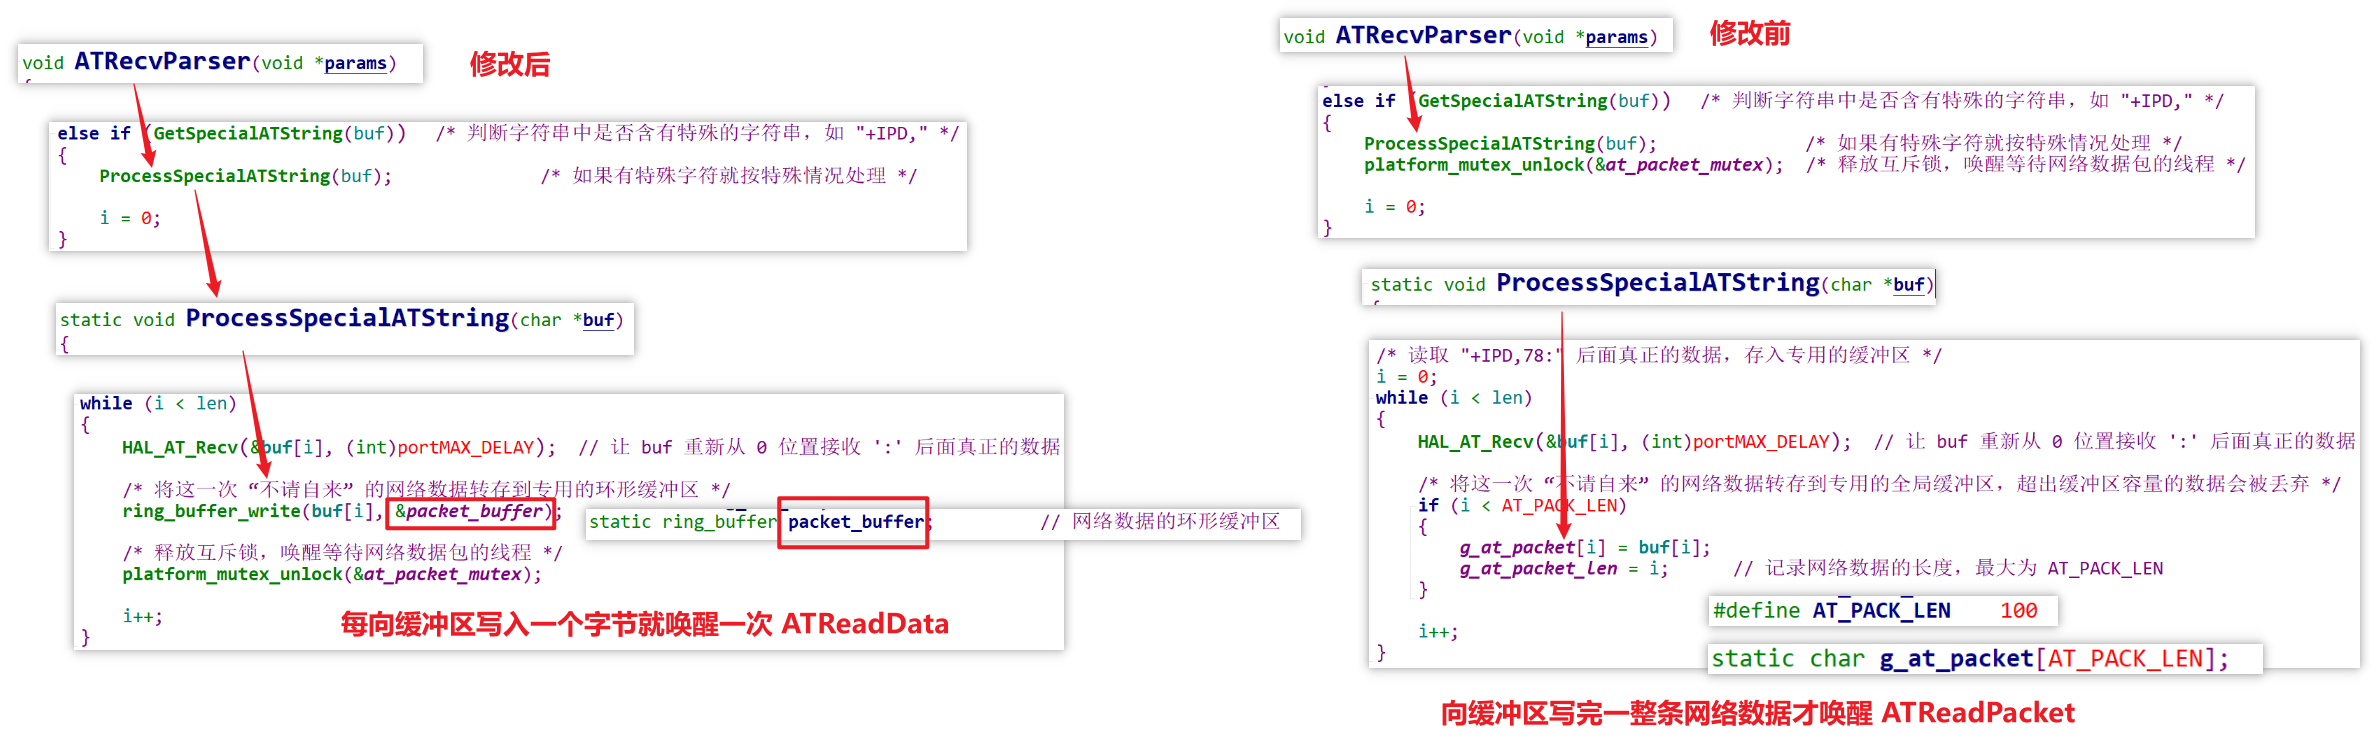 void ATRecvParser(void *params)
修改后
else if (GetSpecialATString(buf))   /* 判断字符串中是否含有特殊的字符串，如 "+IPD," */
{
    ProcessSpecialATString(buf);              /* 如果有特殊字符就按特殊情况处理 */
    i = 0;
}
static void ProcessSpecialATString(char *buf)
{
while (i < len)
{
    HAL_AT_Recv(&buf[i], (int)portMAX_DELAY);  // 让 buf 重新从 0 位置接收 ':' 后面真正的数据
    /* 将这一次 “不请自来” 的网络数据转存到专用的环形缓冲区 */
    ring_buffer_write(buf[i], &packet_buffer);
static ring_buffer packet_buffer;          // 网络数据的环形缓冲区
    /* 释放互斥锁，唤醒等待网络数据包的线程 */
    platform_mutex_unlock(&at_packet_mutex);
    i++;
}
每向缓冲区写入一个字节就唤醒一次 ATReadData
void ATRecvParser(void *params)
修改前
else if (GetSpecialATString(buf))   /* 判断字符串中是否含有特殊的字符串，如 "+IPD," */
{
    ProcessSpecialATString(buf);              /* 如果有特殊字符就按特殊情况处理 */
    platform_mutex_unlock(&at_packet_mutex);  /* 释放互斥锁，唤醒等待网络数据包的线程 */
    i = 0;
}
static void ProcessSpecialATString(char *buf)
/* 读取 "+IPD,78:" 后面真正的数据，存入专用的缓冲区 */
i = 0;
while (i < len)
{
    HAL_AT_Recv(&buf[i], (int)portMAX_DELAY);  // 让 buf 重新从 0 位置接收 ':' 后面真正的数据
    /* 将这一次 “不请自来” 的网络数据转存到专用的全局缓冲区，超出缓冲区容量的数据会被丢弃 */
    if (i < AT_PACK_LEN)
    {
        g_at_packet[i] = buf[i];
        g_at_packet_len = i;      // 记录网络数据的长度，最大为 AT_PACK_LEN
    }
#define AT_PACK_LEN    100
    i++;
}
static char g_at_packet[AT_PACK_LEN];
向缓冲区写完一整条网络数据才唤醒 ATReadPacket